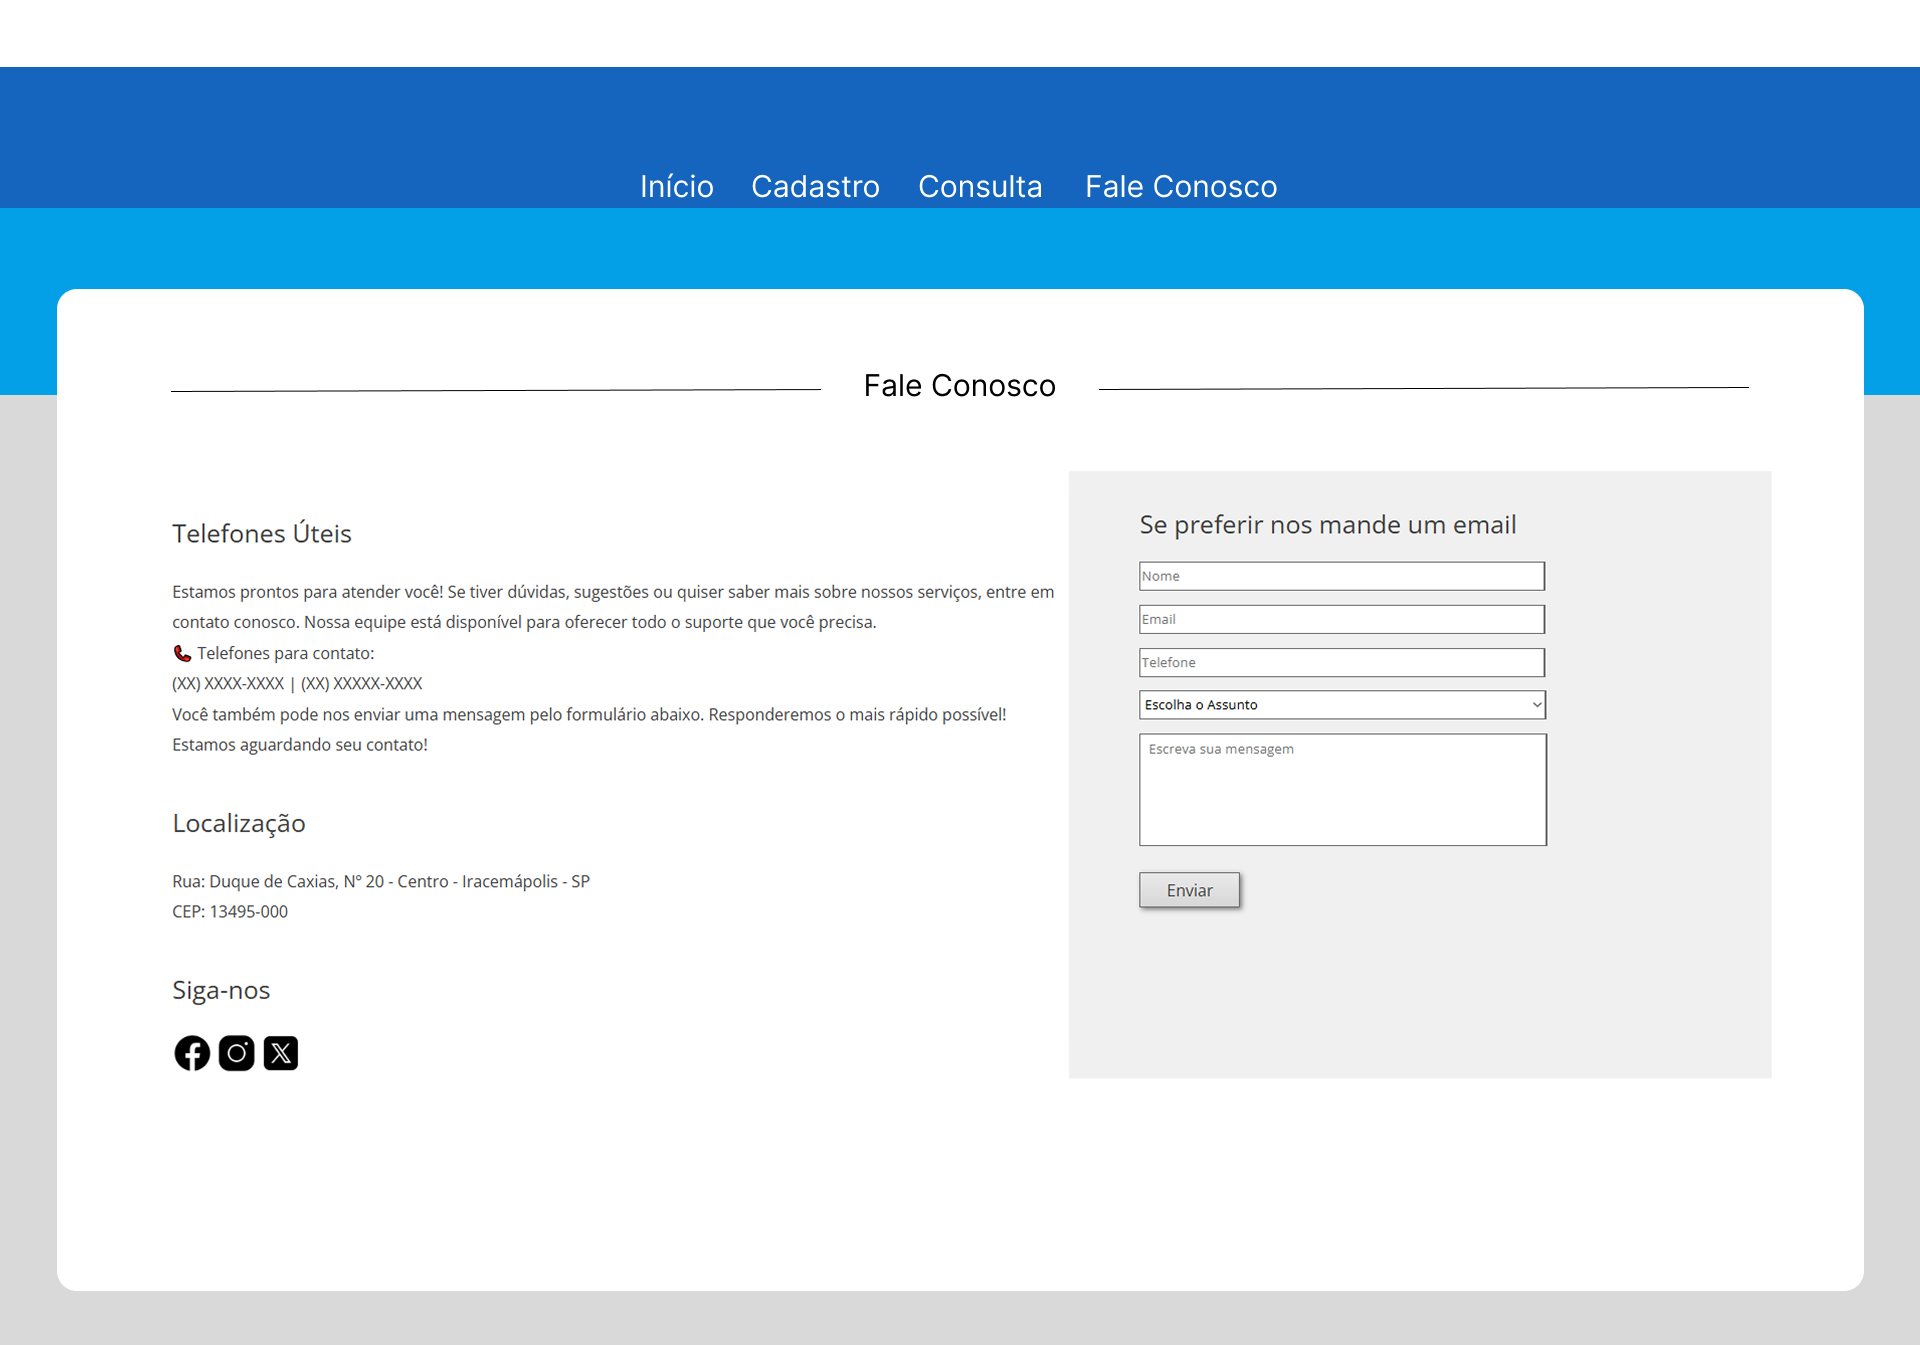 Início Cadastro Consulta Fale Conosco
Fale Conosco
Telefones Úteis
Estamos prontos para atender você! Se tiver dúvidas, sugestões ou quiser saber mais sobre nossos serviços, entre em
contato conosco. Nossa equipe está disponível para oferecer todo o suporte que você precisa.
Telefones para contato:
(XX) XXXX-XXXX | (XX) XXXXX-XXXX
Você também pode nos enviar uma mensagem pelo formulário abaixo. Responderemos o mais rápido possível!
Estamos aguardando seu contato!
Localização
Rua: Duque de Caxias, Nº 20 - Centro - Iracemápolis - SP
CEP: 13495-000
Siga-nos
Se preferir nos mande um email
Nome
Email
Telefone
Escolha o Assunto
Escreva sua mensagem
Enviar